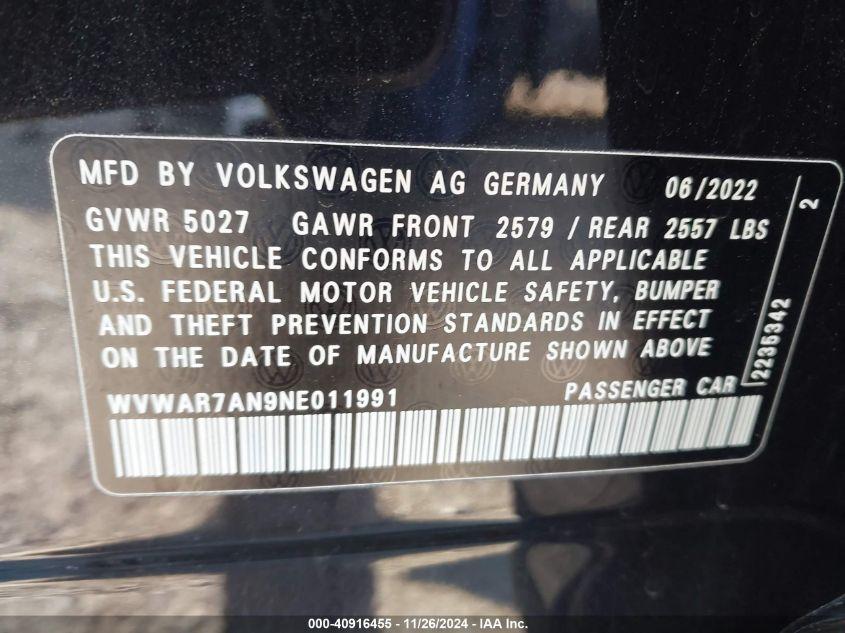 MFD BY VOLKSWAGEN AG GERMANY 06/2022
GVWR 5027 GAWR FRONT 2579 / REAR 2557 LBS
THIS VEHICLE CONFORMS TO ALL APPLICABLE
U.S. FEDERAL MOTOR VEHICLE SAFETY, BUMPER
AND THEFT PREVENTION STANDARDS IN EFFECT
ON THE DATE OF MANUFACTURE SHOWN ABOVE
WVWAR7AN9NE011991 PASSENGER CAR
2235342 2
000-40916455 - 11/26/2024 - IAA Inc.